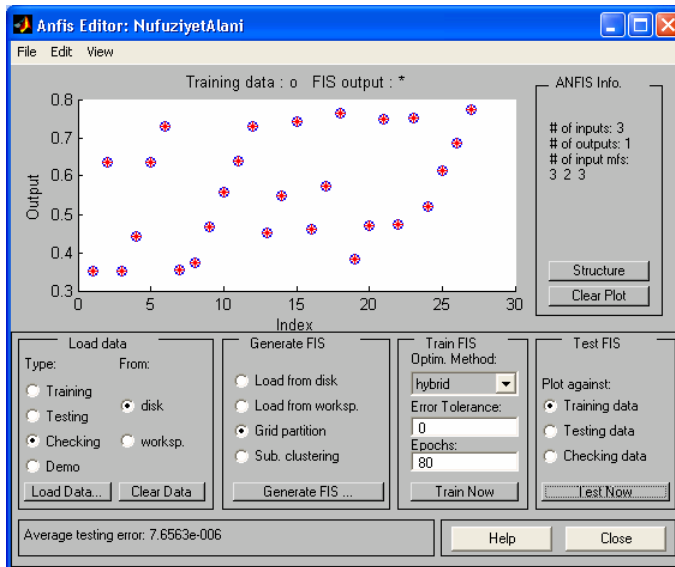 Anfis Editor: NufuziyetAlani
File Edit View
Training data : o FIS output : *
0.8
0.7
0.6
0.5
0.4
0.3
Output
0 5 10 15 20 25 30
Index
ANFIS Info.
# of inputs: 3
# of outputs: 1
# of input mfs:
3 2 3
Structure
Clear Plot
Load data
Type: From:
Training
Testing
Checking
Demo
disk
worksp.
Load Data... Clear Data
Generate FIS
Load from disk
Load from worksp.
Grid partition
Sub. clustering
Generate FIS ...
Train FIS
Optim. Method:
hybrid
Error Tolerance:
0
Epochs:
80
Train Now
Test FIS
Plot against:
Training data
Testing data
Checking data
Test Now
Average testing error: 7.6563e-006
Help
Close